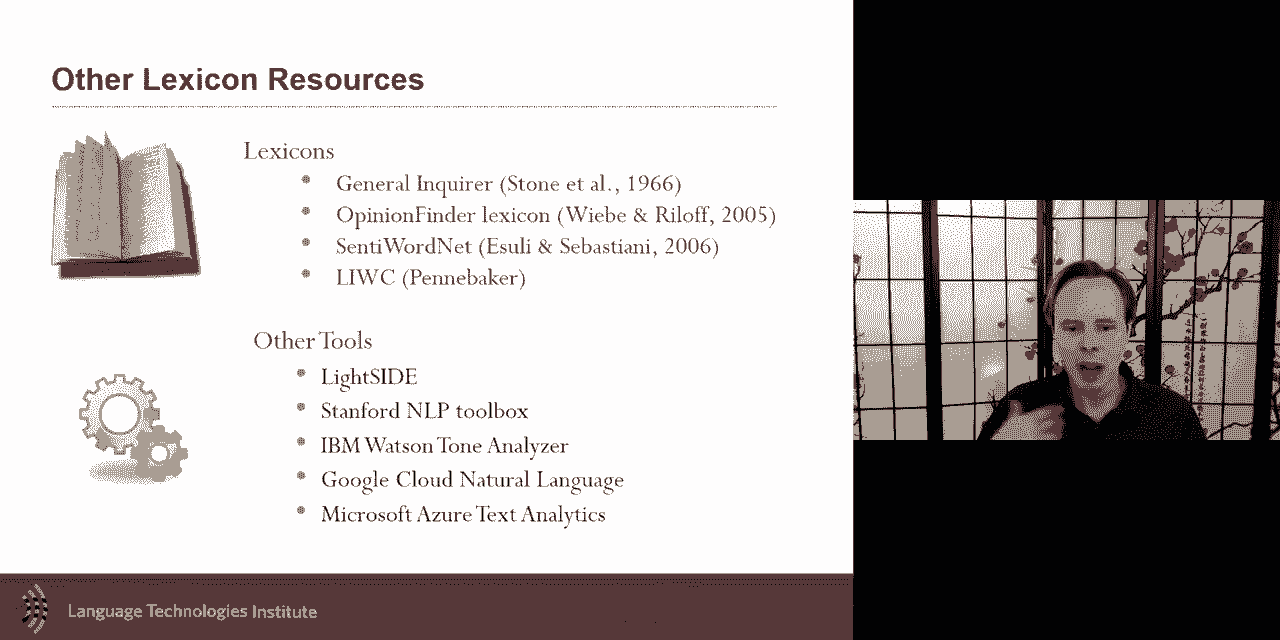 Other Lexicon Resources
Lexicons
General Inquirer (Stone et al., 1966)
OpinionFinder lexicon (Wiebe & Riloff, 2005)
SentiWordNet (Esuli & Sebastiani, 2006)
LIWC (Pennebaker)
Other Tools
LightSIDE
Stanford NLP toolbox
IBM Watson Tone Analyzer
Google Cloud Natural Language
Microsoft Azure Text Analytics
Language Technologies Institute